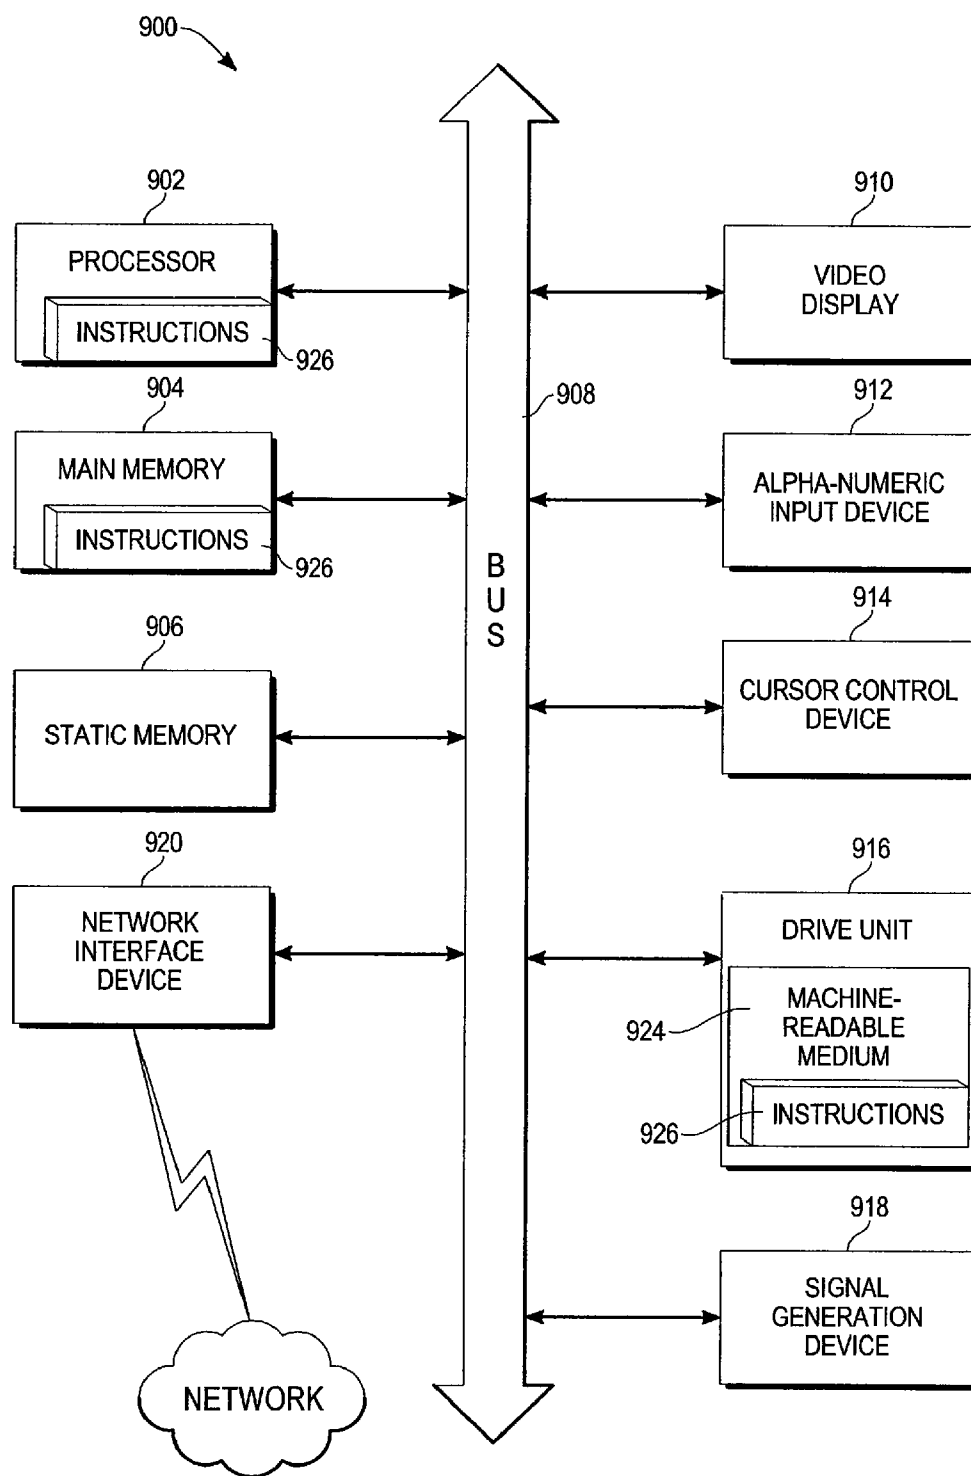 900
902
PROCESSOR
INSTRUCTIONS
926
904
MAIN MEMORY
INSTRUCTIONS
926
906
STATIC MEMORY
920
NETWORK
INTERFACE
DEVICE
NETWORK
908
BUS
910
VIDEO
DISPLAY
912
ALPHA-NUMERIC
INPUT DEVICE
914
CURSOR CONTROL
DEVICE
916
DRIVE UNIT
924
MACHINE-
READABLE
MEDIUM
926
INSTRUCTIONS
918
SIGNAL
GENERATION
DEVICE